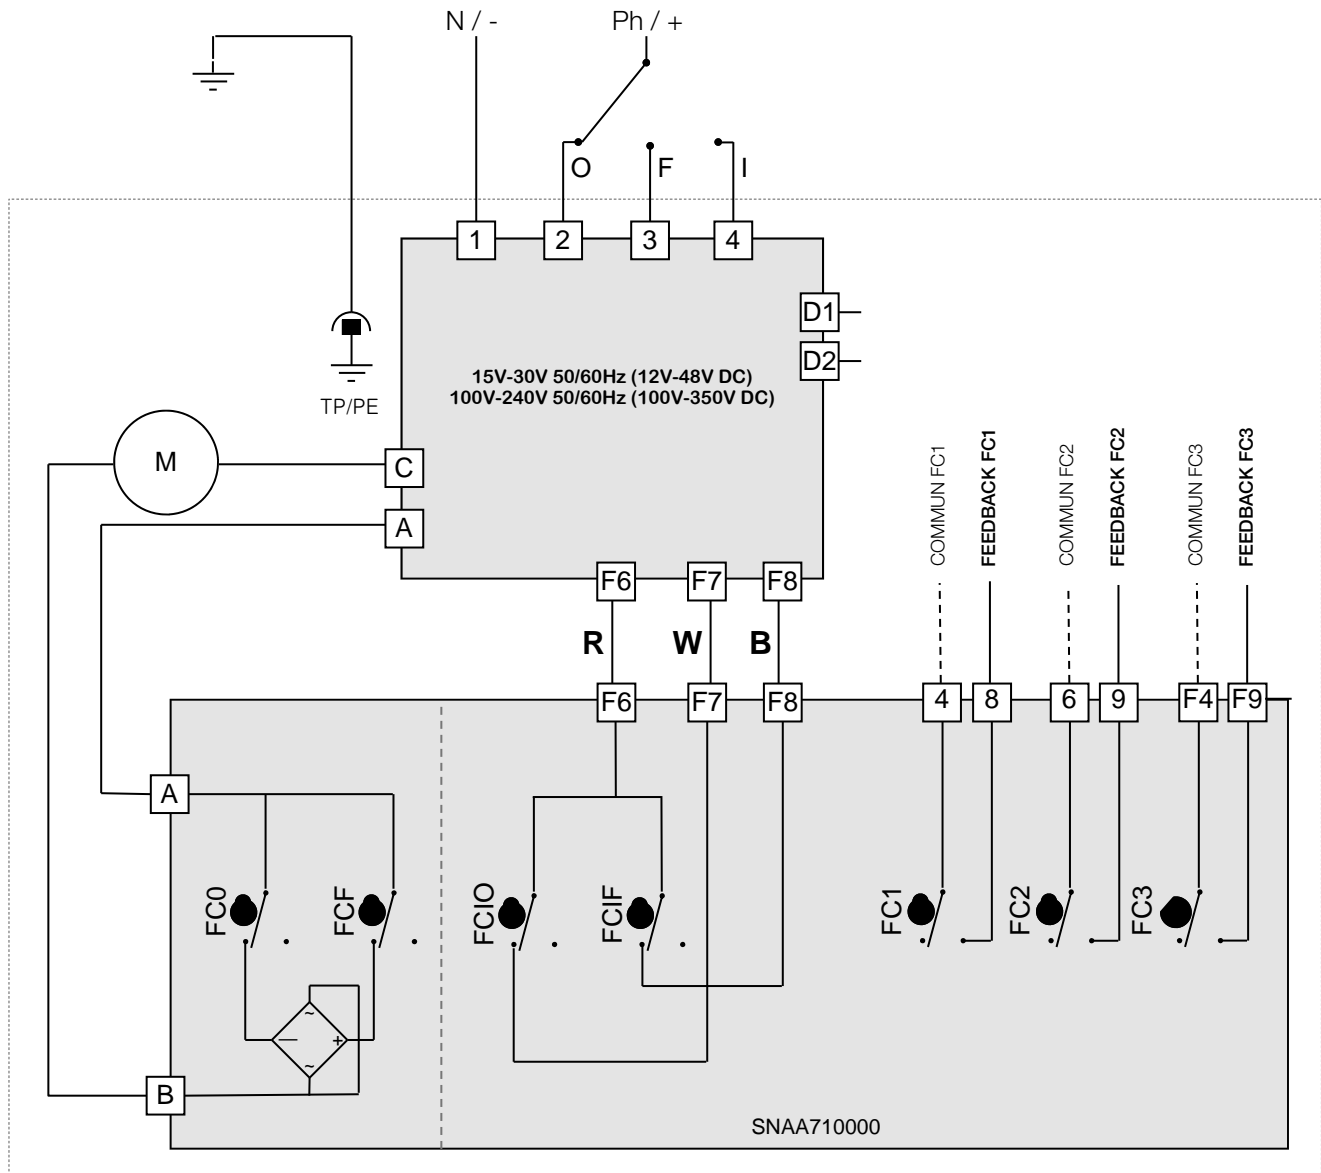 N / -
Ph / +
O
F
I
1
2
3
4
D1
D2
15V-30V 50/60Hz (12V-48V DC)
100V-240V 50/60Hz (100V-350V DC)
TP/PE
M
C
A
COMMUN FC1
FEEDBACK FC1
COMMUN FC2
FEEDBACK FC2
COMMUN FC3
FEEDBACK FC3
F6
F7
F8
R
W
B
F6
F7
F8
4
8
6
9
F4
F9
A
FC0
FCF
FCIO
FCIF
FC1
FC2
FC3
~
—
+
~
B
SNAA710000